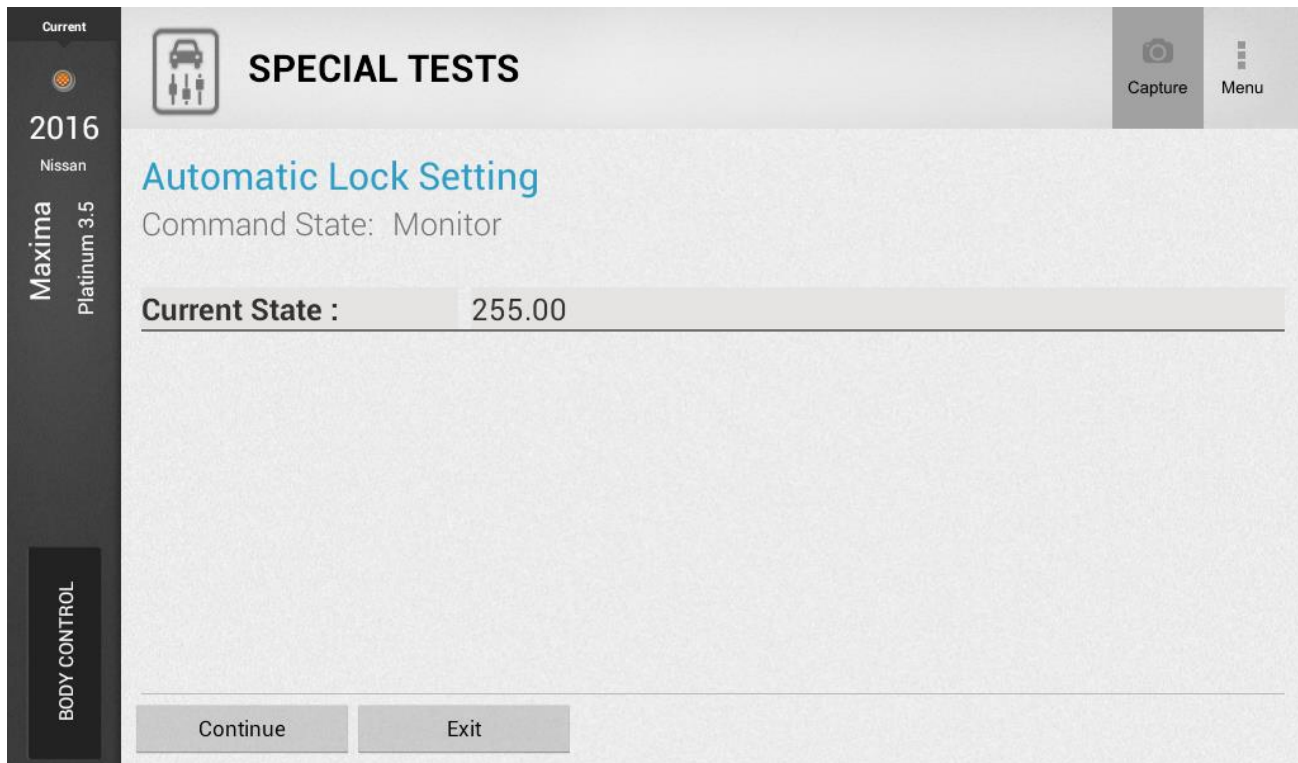 Current
2016
Nissan
Maxima
Platinum 3.5
BODY CONTROL
SPECIAL TESTS
Capture
Menu
Automatic Lock Setting
Command State: Monitor
Current State : 255.00
Continue
Exit